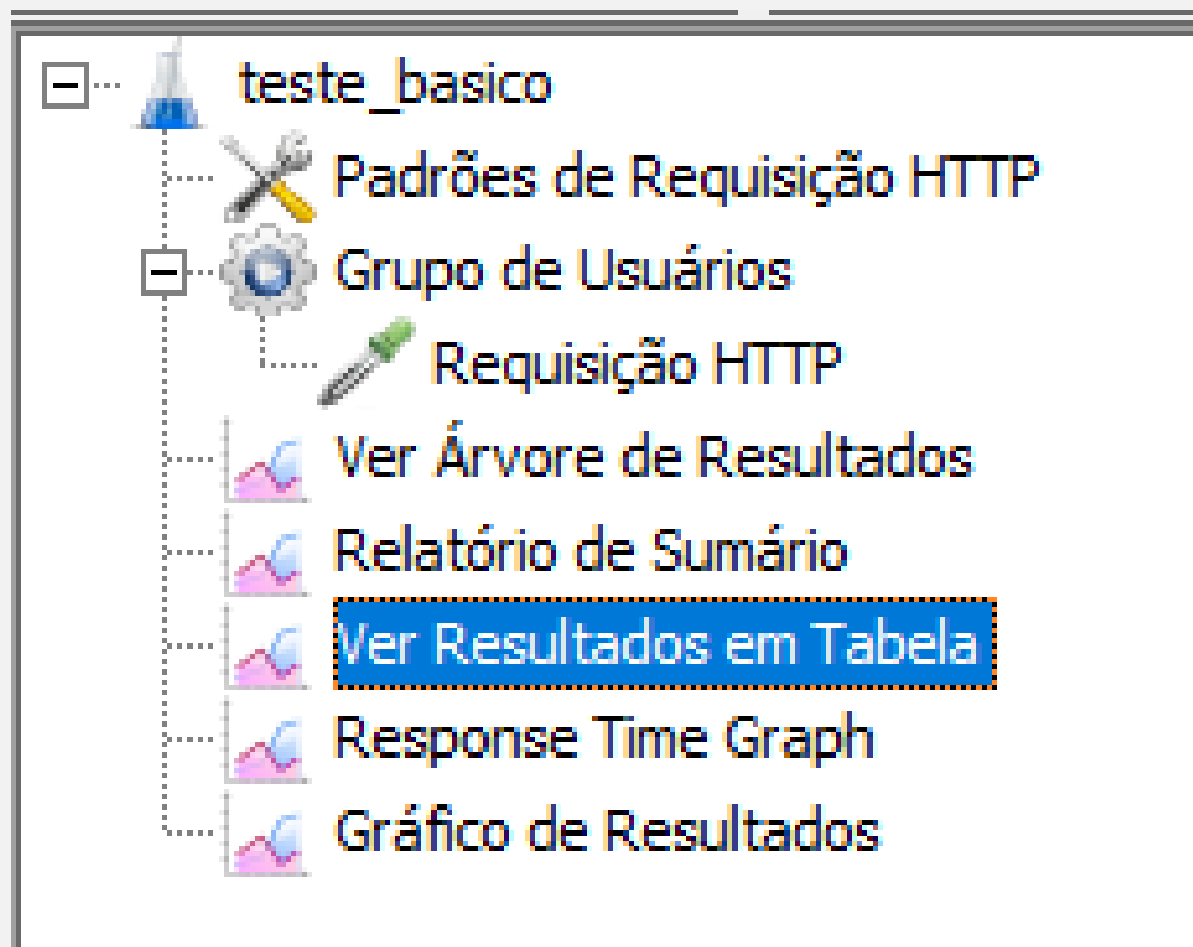 teste_basico
Padrões de Requisição HTTP
Grupo de Usuários
Requisição HTTP
Ver Árvore de Resultados
Relatório de Sumário
Ver Resultados em Tabela
Response Time Graph
Gráfico de Resultados